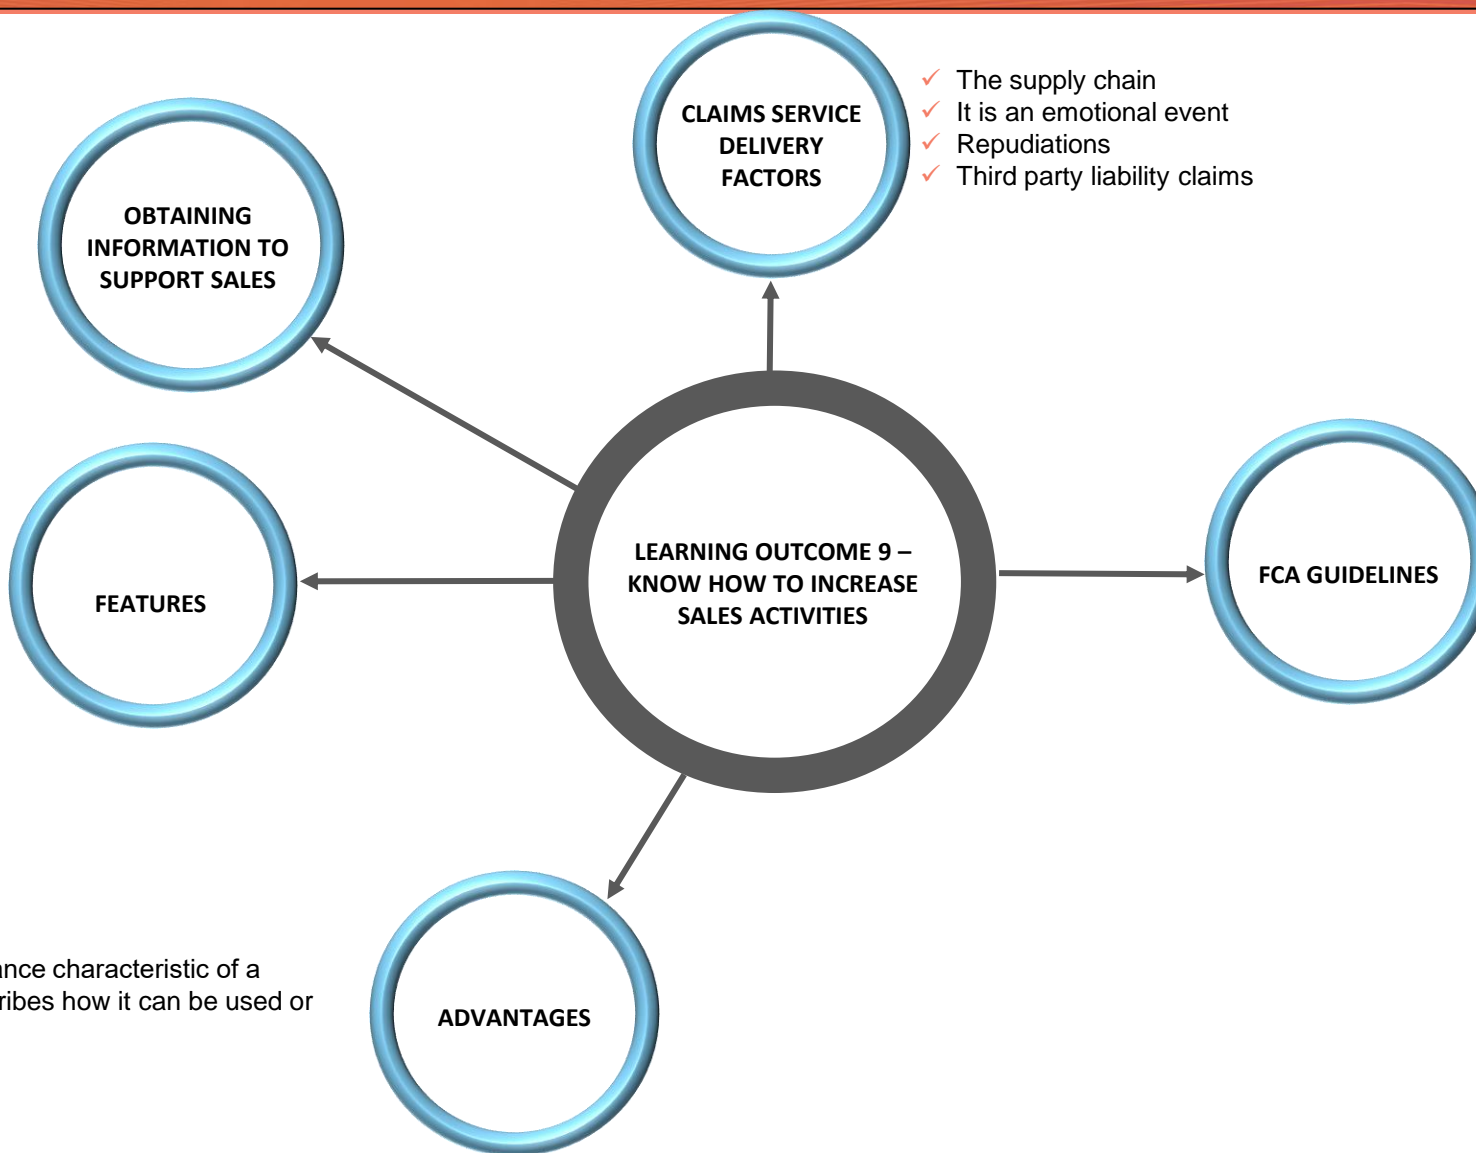 CLAIMS SERVICE
DELIVERY
FACTORS
The supply chain
It is an emotional event
Repudiations
Third party liability claims
OBTAINING
INFORMATION TO
SUPPORT SALES
FEATURES
LEARNING OUTCOME 9 –
KNOW HOW TO INCREASE
SALES ACTIVITIES
FCA GUIDELINES
characteristic of a
how it can be used or
ADVANTAGES